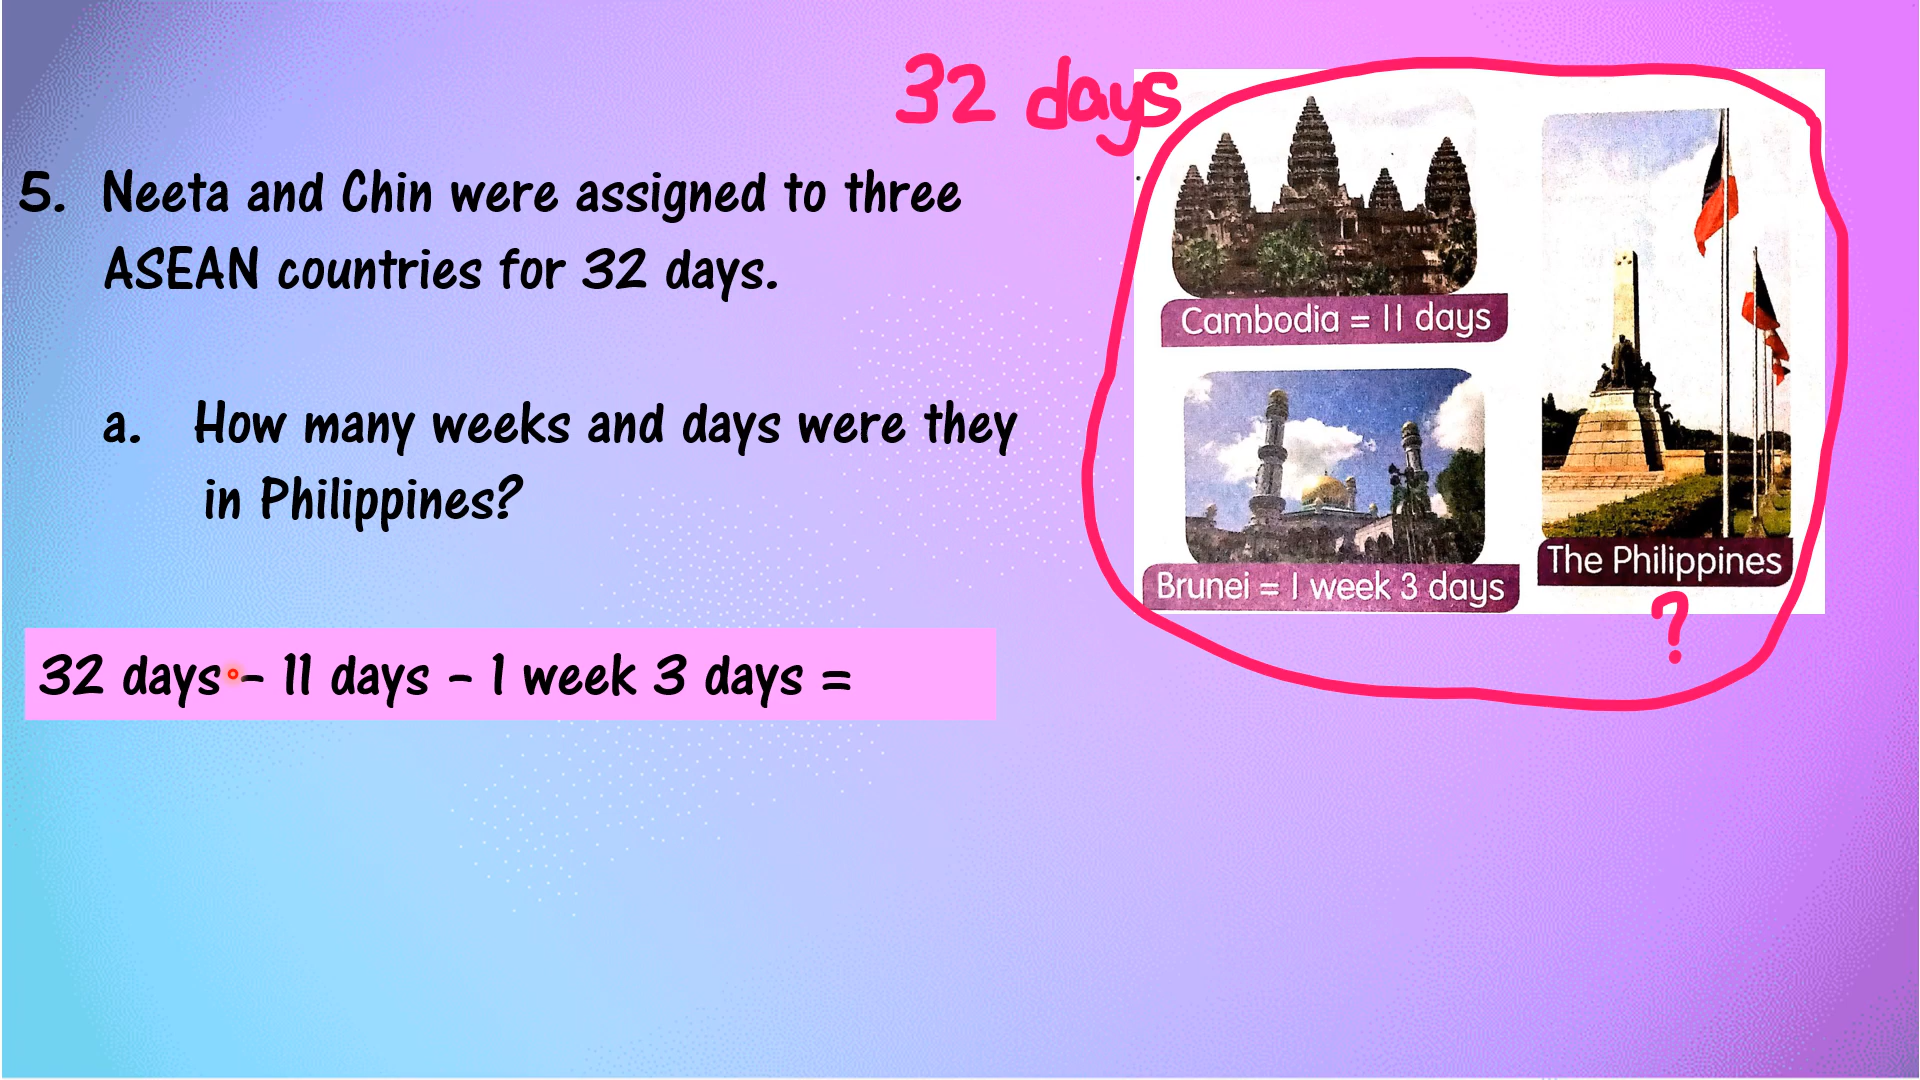 32 days
5. Neeta and Chin were assigned to three
ASEAN countries for 32 days.
a. How many weeks and days were they
in Philippines?
32 days - 11 days - 1 week 3 days =
Cambodia = 11 days
Brunei = 1 week 3 days
The Philippines
?